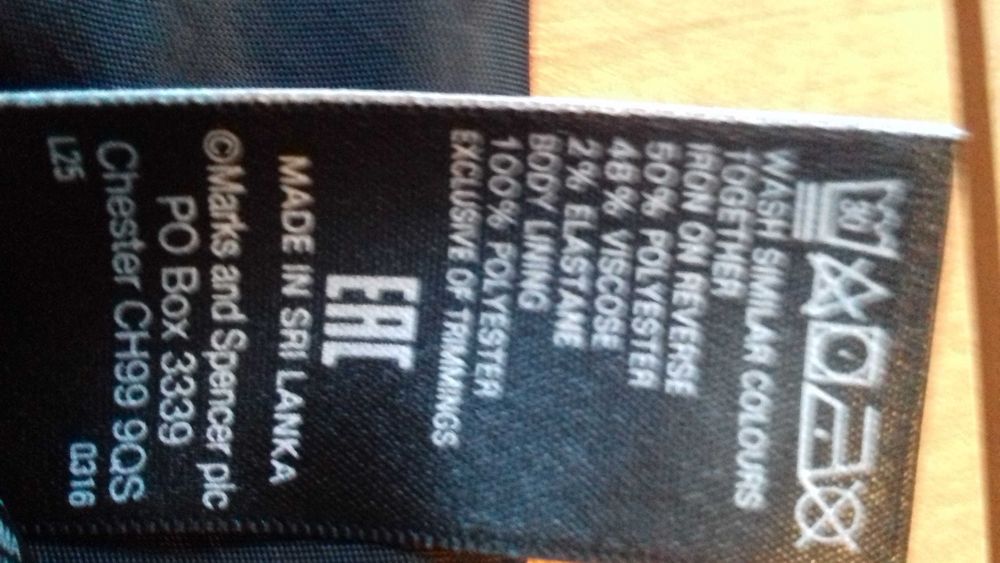 30
WASH SIMILAR COLOURS
TOGETHER
IRON ON REVERSE
50% POLYESTER
48% VISCOSE
2% ELASTANE
BODY LINING
100% POLYESTER
EXCLUSIVE OF TRIMMINGS
EAC
MADE IN SRI LANKA
©Marks and Spencer plc
PO Box 3339
Chester CH99 9QS
L25 0316